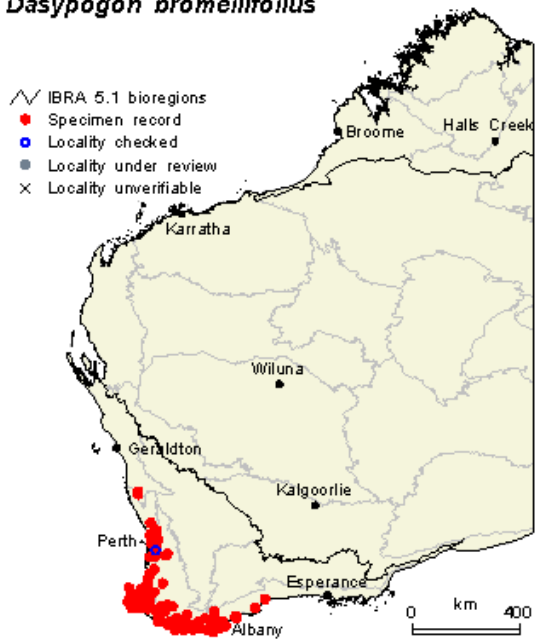 Dasypogon bromeliifolius
IBRA 5.1 bioregions
Specimen record
Locality checked
Locality under review
Locality unverifiable
Broome
Halls Creek
Karratha
Wiluna
Geraldton
Kalgoorlie
Perth
Esperance
Albany
km
0 400